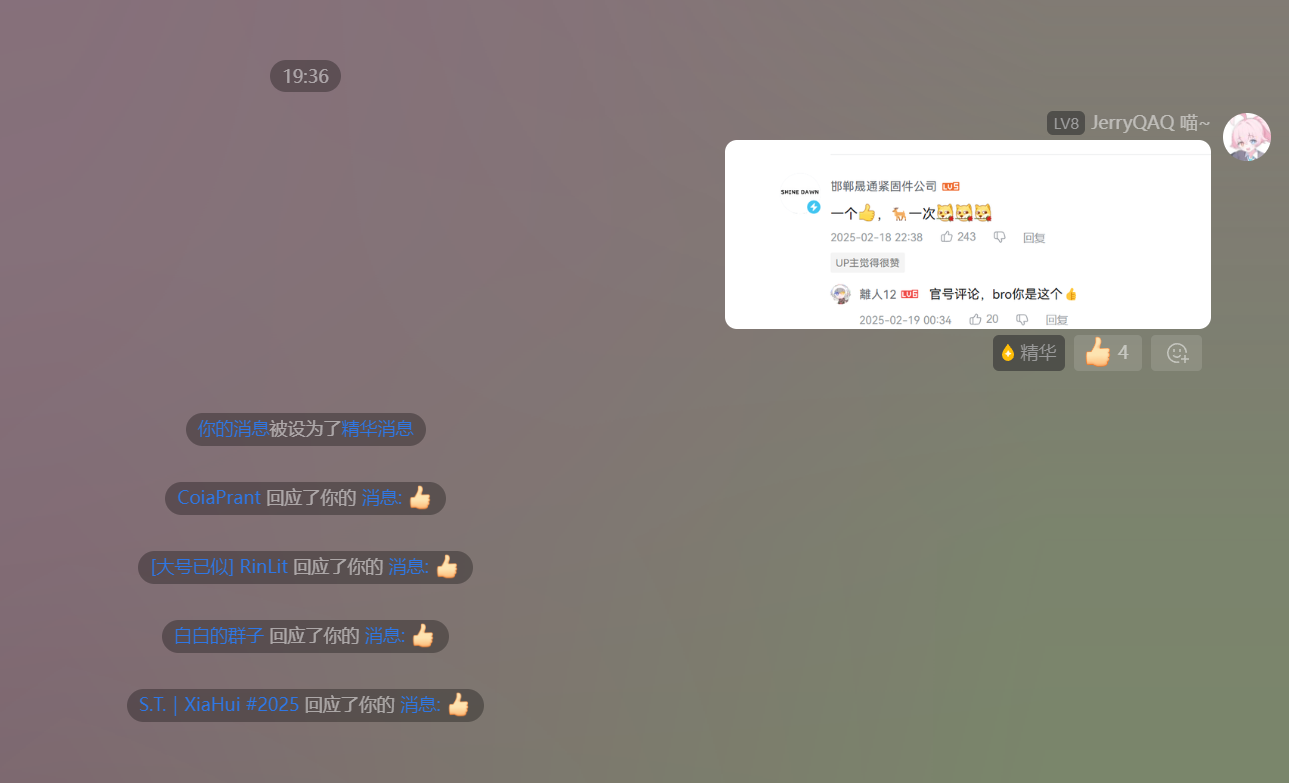 19:36
LV8 JerryQAQ 喵~
SHINE DAWN
邯郸晟通紧固件公司 LV5
一个👍，🦌一次
2025-02-18 22:38 243 回复
UP主觉得很赞
離人12 LV6 官号评论，bro你是这个👍
2025-02-19 00:34 20 回复
精华 👍 4
你的消息被设为了精华消息
CoiaPrant 回应了你的 消息: 👍
[大号已似] RinLit 回应了你的 消息: 👍
白白的群子 回应了你的 消息: 👍
S.T. | XiaHui #2025 回应了你的 消息: 👍